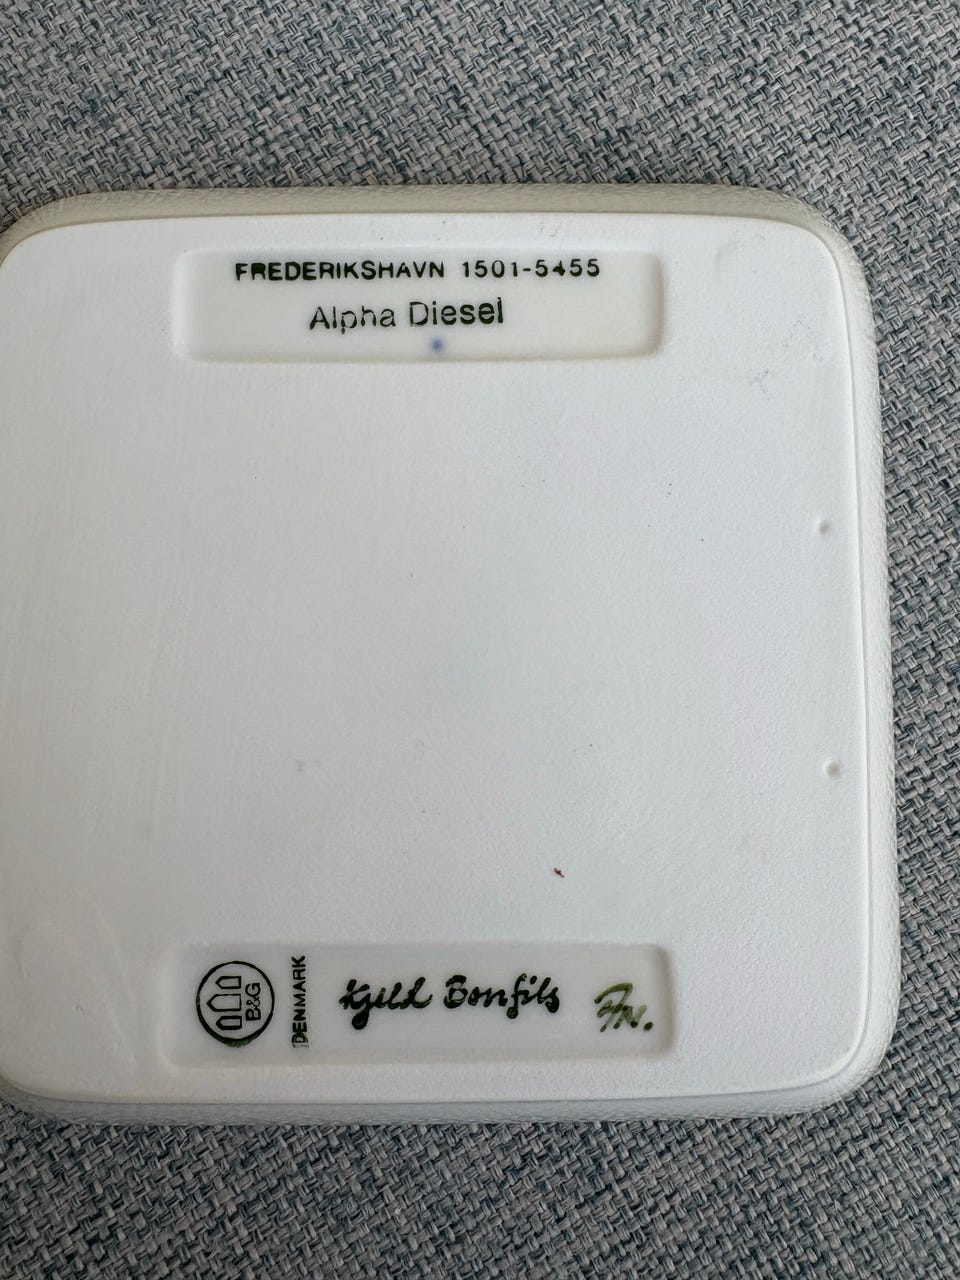 FREDERIKSHAVN 1501-5455
Alpha Diesel
B&G
DENMARK
Kjeld Bonfils